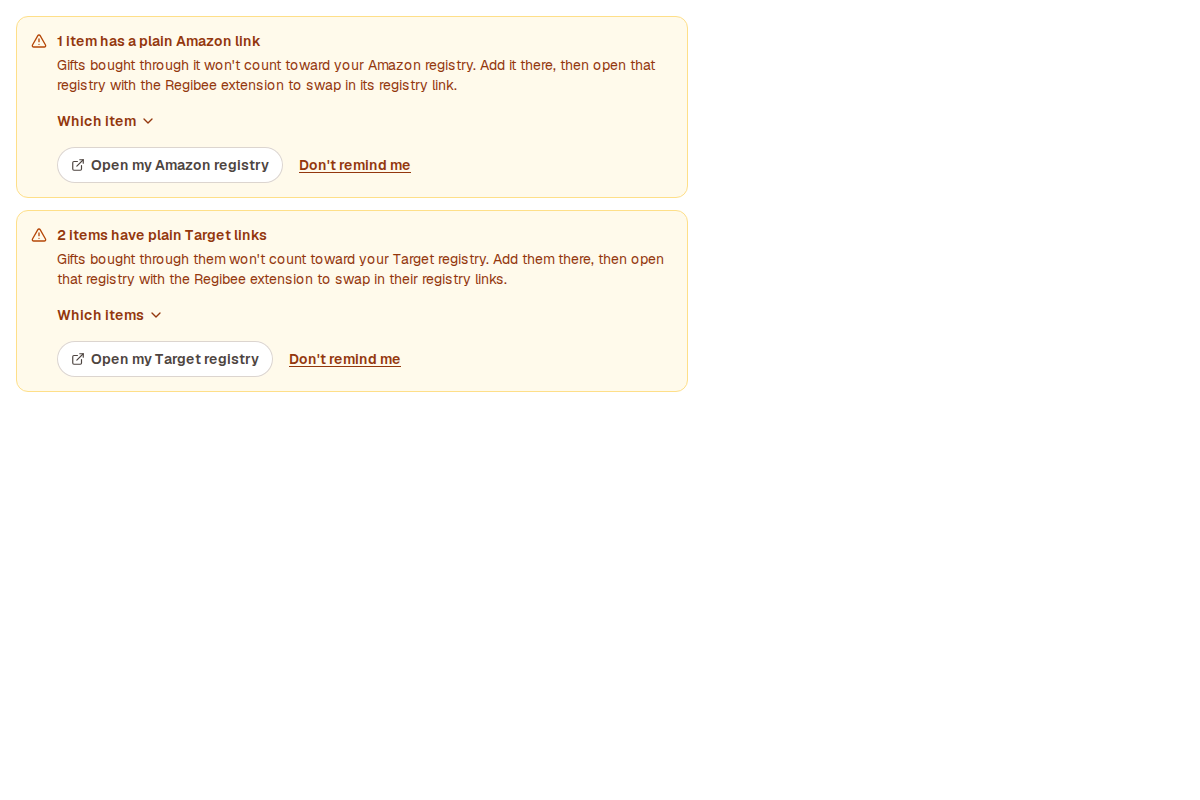 1 item has a plain Amazon link
Gifts bought through it won't count toward your Amazon registry. Add it there, then open that
registry with the Regibee extension to swap in its registry link.
Which item
Open my Amazon registry
Don't remind me
2 items have plain Target links
Gifts bought through them won't count toward your Target registry. Add them there, then open
that registry with the Regibee extension to swap in their registry links.
Which items
Open my Target registry
Don't remind me